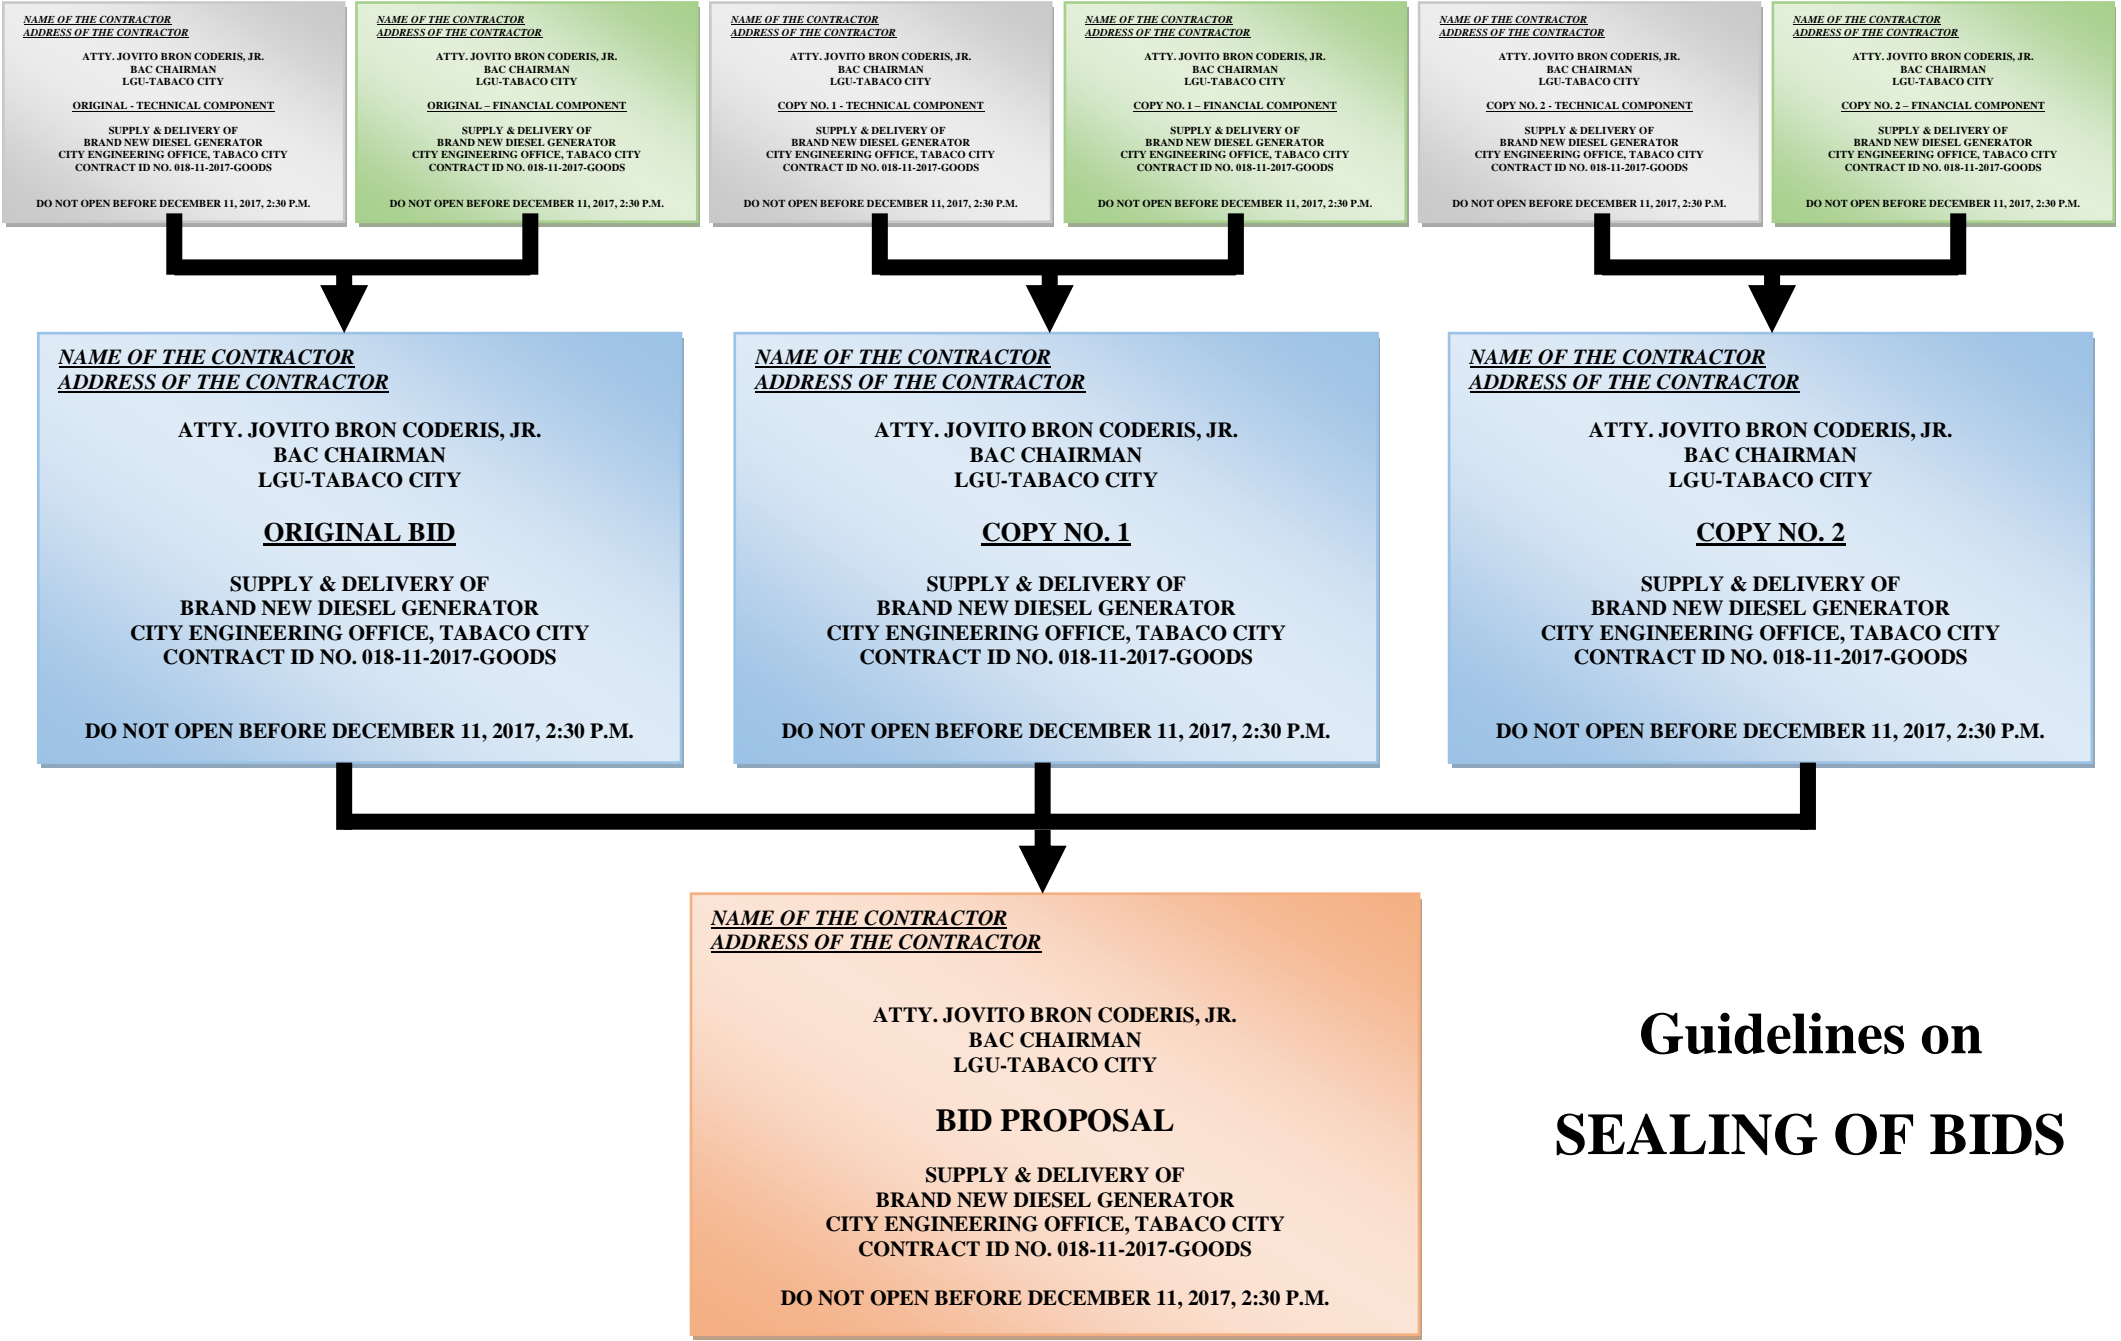 NAME OF THE CONTRACTOR
ADDRESS OF THE CONTRACTOR
ATTY. JOVITO BRON CODERIS, JR.
BAC CHAIRMAN
LGU-TABACO CITY
ORIGINAL - TECHNICAL COMPONENT
SUPPLY & DELIVERY OF
BRAND NEW DIESEL GENERATOR
CITY ENGINEERING OFFICE, TABACO CITY
CONTRACT ID NO. 018-11-2017-GOODS
DO NOT OPEN BEFORE DECEMBER 11, 2017, 2:30 P.M.
NAME OF THE CONTRACTOR
ADDRESS OF THE CONTRACTOR
ATTY. JOVITO BRON CODERIS, JR.
BAC CHAIRMAN
LGU-TABACO CITY
ORIGINAL – FINANCIAL COMPONENT
SUPPLY & DELIVERY OF
BRAND NEW DIESEL GENERATOR
CITY ENGINEERING OFFICE, TABACO CITY
CONTRACT ID NO. 018-11-2017-GOODS
DO NOT OPEN BEFORE DECEMBER 11, 2017, 2:30 P.M.
NAME OF THE CONTRACTOR
ADDRESS OF THE CONTRACTOR
ATTY. JOVITO BRON CODERIS, JR.
BAC CHAIRMAN
LGU-TABACO CITY
COPY NO. 1 - TECHNICAL COMPONENT
SUPPLY & DELIVERY OF
BRAND NEW DIESEL GENERATOR
CITY ENGINEERING OFFICE, TABACO CITY
CONTRACT ID NO. 018-11-2017-GOODS
DO NOT OPEN BEFORE DECEMBER 11, 2017, 2:30 P.M.
NAME OF THE CONTRACTOR
ADDRESS OF THE CONTRACTOR
ATTY. JOVITO BRON CODERIS, JR.
BAC CHAIRMAN
LGU-TABACO CITY
COPY NO. 1 – FINANCIAL COMPONENT
SUPPLY & DELIVERY OF
BRAND NEW DIESEL GENERATOR
CITY ENGINEERING OFFICE, TABACO CITY
CONTRACT ID NO. 018-11-2017-GOODS
DO NOT OPEN BEFORE DECEMBER 11, 2017, 2:30 P.M.
NAME OF THE CONTRACTOR
ADDRESS OF THE CONTRACTOR
ATTY. JOVITO BRON CODERIS, JR.
BAC CHAIRMAN
LGU-TABACO CITY
COPY NO. 2 - TECHNICAL COMPONENT
SUPPLY & DELIVERY OF
BRAND NEW DIESEL GENERATOR
CITY ENGINEERING OFFICE, TABACO CITY
CONTRACT ID NO. 018-11-2017-GOODS
DO NOT OPEN BEFORE DECEMBER 11, 2017, 2:30 P.M.
NAME OF THE CONTRACTOR
ADDRESS OF THE CONTRACTOR
ATTY. JOVITO BRON CODERIS, JR.
BAC CHAIRMAN
LGU-TABACO CITY
COPY NO. 2 – FINANCIAL COMPONENT
SUPPLY & DELIVERY OF
BRAND NEW DIESEL GENERATOR
CITY ENGINEERING OFFICE, TABACO CITY
CONTRACT ID NO. 018-11-2017-GOODS
DO NOT OPEN BEFORE DECEMBER 11, 2017, 2:30 P.M.
NAME OF THE CONTRACTOR
ADDRESS OF THE CONTRACTOR
ATTY. JOVITO BRON CODERIS, JR.
BAC CHAIRMAN
LGU-TABACO CITY
ORIGINAL BID
SUPPLY & DELIVERY OF
BRAND NEW DIESEL GENERATOR
CITY ENGINEERING OFFICE, TABACO CITY
CONTRACT ID NO. 018-11-2017-GOODS
DO NOT OPEN BEFORE DECEMBER 11, 2017, 2:30 P.M.
NAME OF THE CONTRACTOR
ADDRESS OF THE CONTRACTOR
ATTY. JOVITO BRON CODERIS, JR.
BAC CHAIRMAN
LGU-TABACO CITY
COPY NO. 1
SUPPLY & DELIVERY OF
BRAND NEW DIESEL GENERATOR
CITY ENGINEERING OFFICE, TABACO CITY
CONTRACT ID NO. 018-11-2017-GOODS
DO NOT OPEN BEFORE DECEMBER 11, 2017, 2:30 P.M.
NAME OF THE CONTRACTOR
ADDRESS OF THE CONTRACTOR
ATTY. JOVITO BRON CODERIS, JR.
BAC CHAIRMAN
LGU-TABACO CITY
COPY NO. 2
SUPPLY & DELIVERY OF
BRAND NEW DIESEL GENERATOR
CITY ENGINEERING OFFICE, TABACO CITY
CONTRACT ID NO. 018-11-2017-GOODS
DO NOT OPEN BEFORE DECEMBER 11, 2017, 2:30 P.M.
NAME OF THE CONTRACTOR
ADDRESS OF THE CONTRACTOR
ATTY. JOVITO BRON CODERIS, JR.
BAC CHAIRMAN
LGU-TABACO CITY
BID PROPOSAL
SUPPLY & DELIVERY OF
BRAND NEW DIESEL GENERATOR
CITY ENGINEERING OFFICE, TABACO CITY
CONTRACT ID NO. 018-11-2017-GOODS
DO NOT OPEN BEFORE DECEMBER 11, 2017, 2:30 P.M.
Guidelines on
SEALING OF BIDS